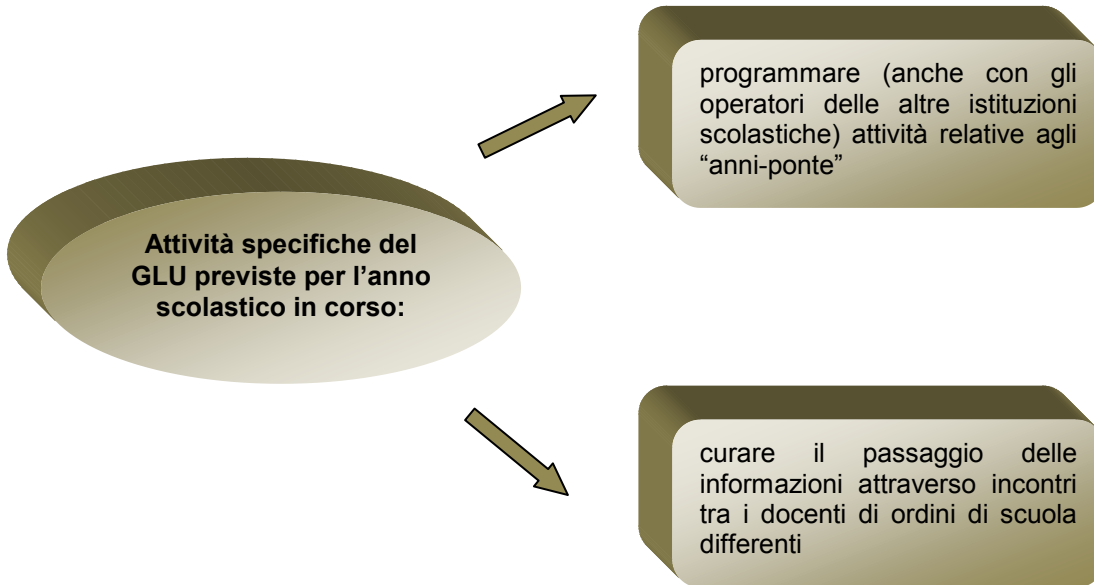 programmare (anche con gli
operatori delle altre istituzioni
scolastiche) attività relative agli
“anni-ponte”
Attività specifiche del
GLU previste per l’anno
scolastico in corso:
curare il passaggio delle
informazioni attraverso incontri
tra i docenti di ordini di scuola
differenti